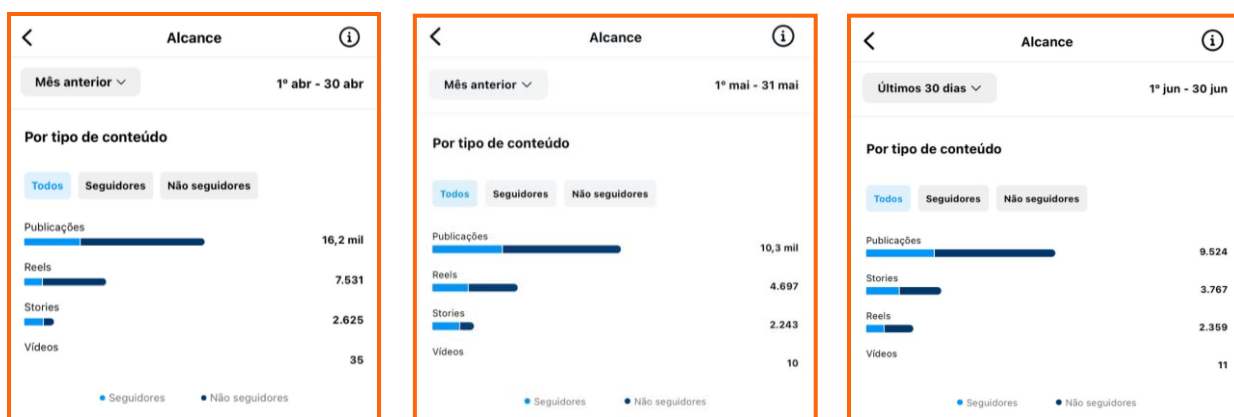 Alcance
Mês anterior
1º abr - 30 abr
Por tipo de conteúdo
Todos Seguidores Não seguidores
Publicações
16,2 mil
Reels
7.531
Stories
2.625
Vídeos
35
Seguidores Não seguidores
Alcance
Mês anterior
1º mai - 31 mai
Por tipo de conteúdo
Todos Seguidores Não seguidores
Publicações
10,3 mil
Reels
4.697
Stories
2.243
Vídeos
10
Seguidores Não seguidores
Alcance
Últimos 30 dias
1º jun - 30 jun
Por tipo de conteúdo
Todos Seguidores Não seguidores
Publicações
9.524
Stories
3.767
Reels
2.359
Vídeos
11
Seguidores Não seguidores